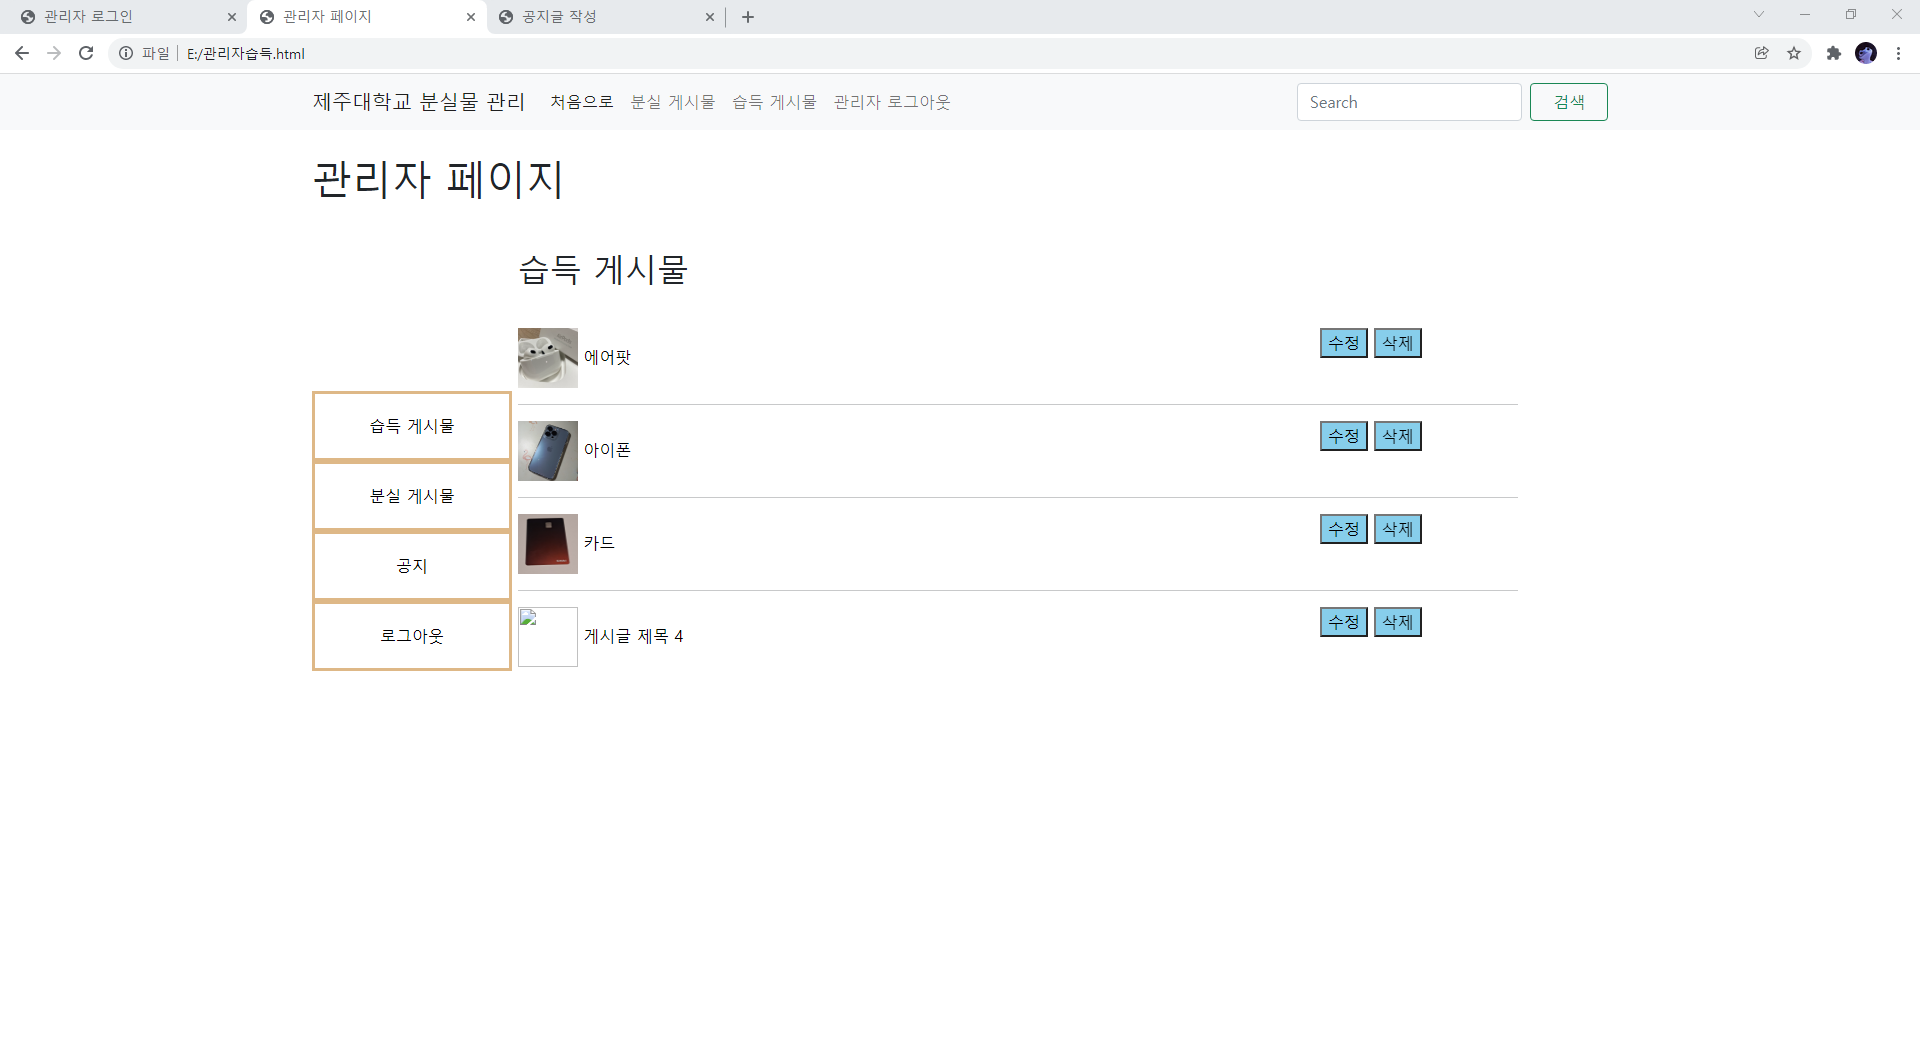 관리자 로그인
관리자 페이지
공지글 작성
파일 E:/관리자습득.html
제주대학교 분실물 관리 처음으로 분실 게시물 습득 게시물 관리자 로그아웃 Search 검색
관리자 페이지
습득 게시물
에어팟 수정 삭제
아이폰 수정 삭제
카드 수정 삭제
게시글 제목 4 수정 삭제
습득 게시물
분실 게시물
공지
로그아웃